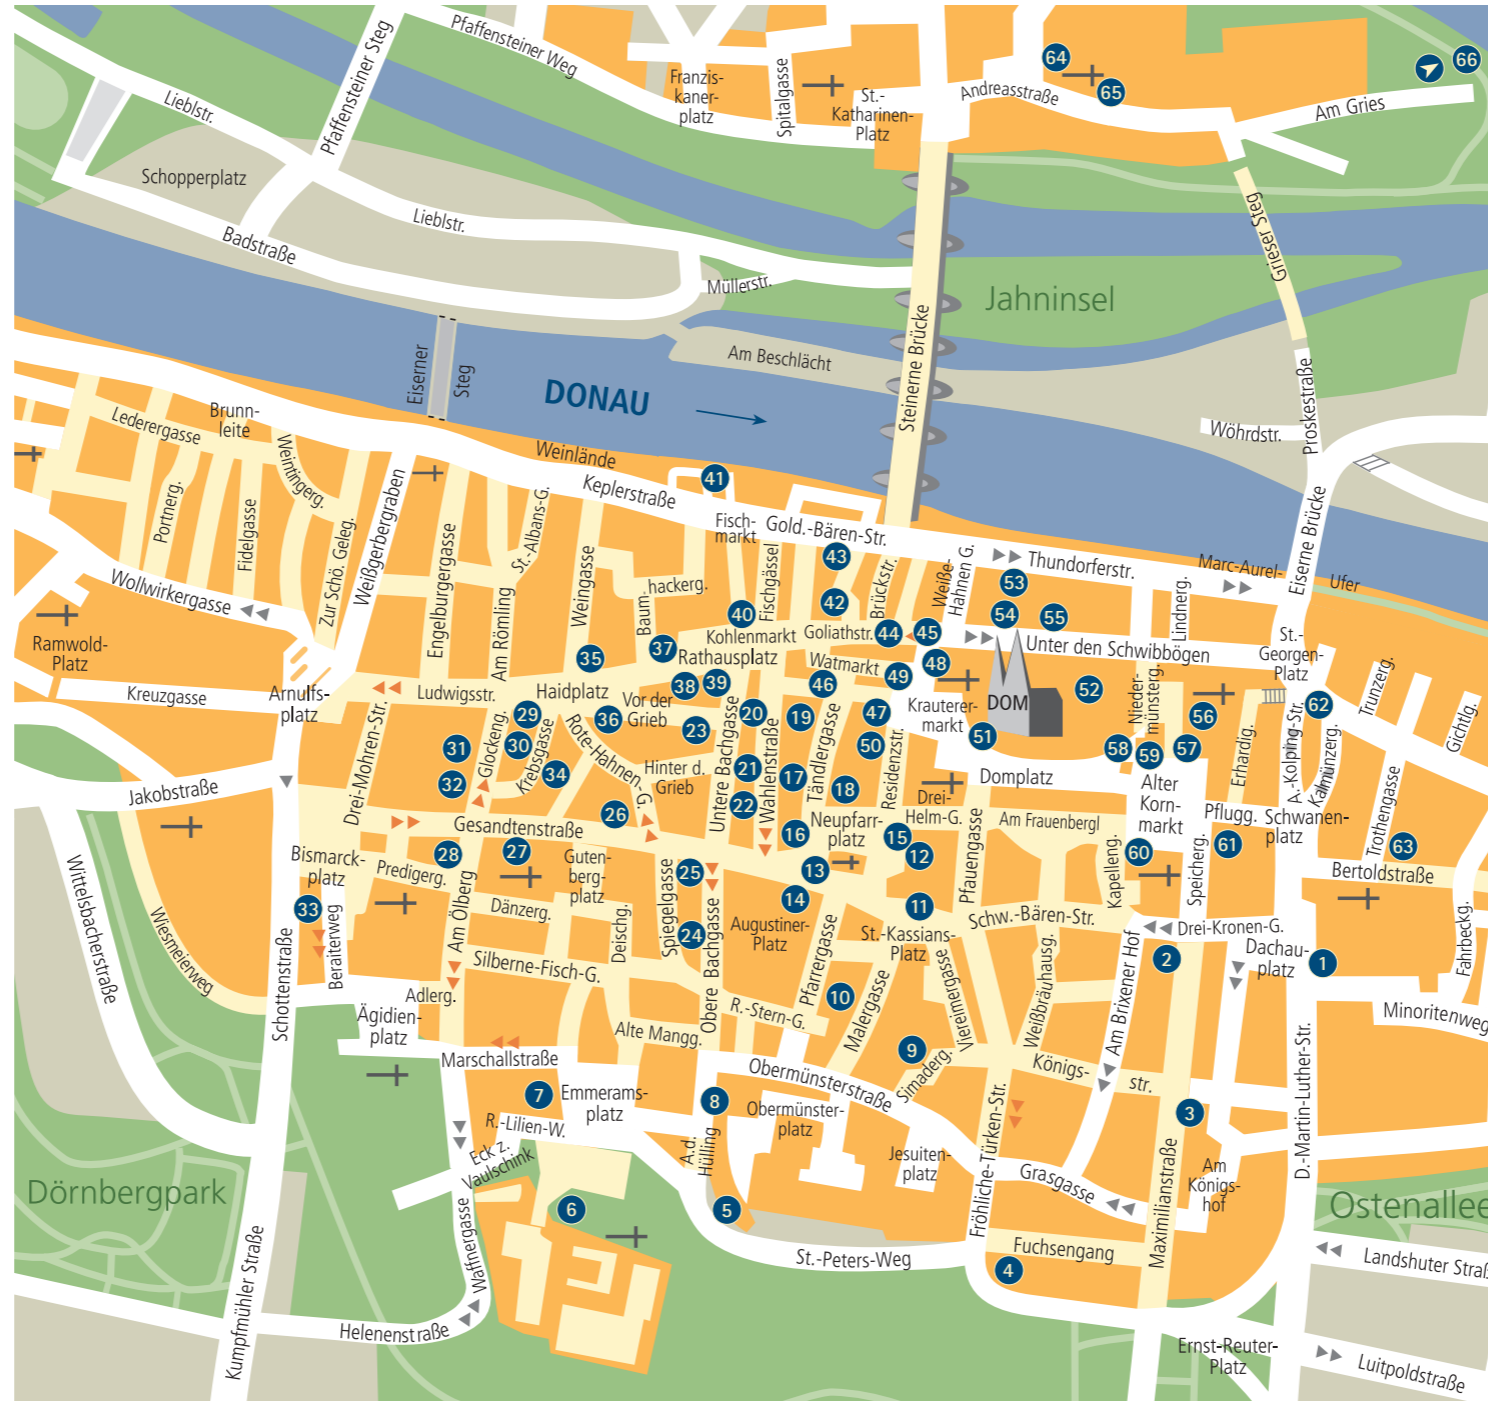 Pfaffensteiner Weg
Pfaffensteiner Steg
Lieblstr.
Franzis-
kaner-
platz
Spitalgasse
St.-
Katharinen-
Platz
Andreasstraße
64
65
66
Am Gries
Schopperplatz
Lieblstr.
Badstraße
Müllerstr.
Grieser Steg
Jahninsel
Steinerne Brücke
Am Beschlächt
Eiserner
Steg
DONAU
Proskestraße
Wöhrdstr.
Eiserne Brücke
Lederergasse
Brunn-
leite
Weintingerg.
Portnerg.
Fidelgasse
Zur Schö. Geleg.
Weißgerbergraben
Wollwirkergasse
Weinlände
Keplerstraße
41
Fisch-
markt
Gold.-Bären-Str.
Thundorferstr.
Marc-Aurel-
Ufer
Engelburgergasse
St.-Albans-G.
Am Römling
Weingasse
Baum-
hackerg.
Fischgässel
43
42
Brückstr.
Weiße-
Hahnen G.
53
54
55
Lindnerg.
Unter den Schwibbögen
St.-
Georgen-
Platz
Ramwold-
Platz
Kreuzgasse
Arnulfs-
platz
Ludwigsstr.
Haidplatz
35
37
40
Kohlenmarkt
Rathausplatz
Goliathstr.
44
45
Watmarkt
48
49
38
39
46
47
36
Vor der
Grieb
23
20
19
29
30
31
32
34
Glockeng.
Krebsgasse
Rote-Hahnen-G.
Hinter d.
Grieb
Untere Bachgasse
21
22
Wahlenstraße
17
Tändlergasse
18
50
Residenzstr.
Krauterer-
markt
DOM
51
52
Nieder-
münsterg.
56
57
58
59
Erhardig.
62
A.-Kolping-Str.
Kalmünzerg.
Trunzerg.
Gichtlg.
Trothengasse
Domplatz
Alter
Korn-
markt
Jakobstraße
Drei-Mohren-Str.
Gesandtenstraße
26
27
28
16
Neupfarr-
platz
15
12
Drei-
Helm-G.
Am Frauenbergl
Pflugg.
Schwanen-
platz
60
61
63
Bertoldstraße
Bismarck-
platz
Predigerg.
Guten-
berg-
platz
25
Spiegelgasse
13
14
11
Pfauengasse
Kapelleng.
Speicherg.
Wittelsbacherstraße
Wiesmeierweg
33
Beraiterweg
Schottenstraße
Am Ölberg
Dänzerg.
Deischg.
24
Obere Bachgasse
Augustiner-
Platz
Pfarrergasse
St.-Kassians-
Platz
Schw.-Bären-Str.
Drei-Kronen-G.
Dachau-
platz
1
2
Fahrbeckg.
Minoritenweg
Silberne-Fisch-G.
Adlerg.
Ägidien-
platz
Alte Mangg.
R.-Stern-G.
10
Malergasse
9
Simaderg.
Viereimergasse
Weißbräuhausg.
Am Brixener Hof
Königs-
str.
3
Marschallstraße
7
Emmerams-
platz
R.-Lilien-W.
Eck z.
Vaulschink
8
A.d.
Hülling
Obermünsterstraße
Obermünster-
platz
Jesuiten-
platz
Fröhliche-Türken-Str.
Grasgasse
Am
Königs-
hof
D.-Martin-Luther-Str.
Maximilianstraße
Dörnbergpark
Ostenallee
6
5
St.-Peters-Weg
Fuchsengang
4
Waffnergasse
Kumpfmühler Straße
Helenenstraße
Landshuter Straß
Ernst-Reuter-
Platz
Luitpoldstraße